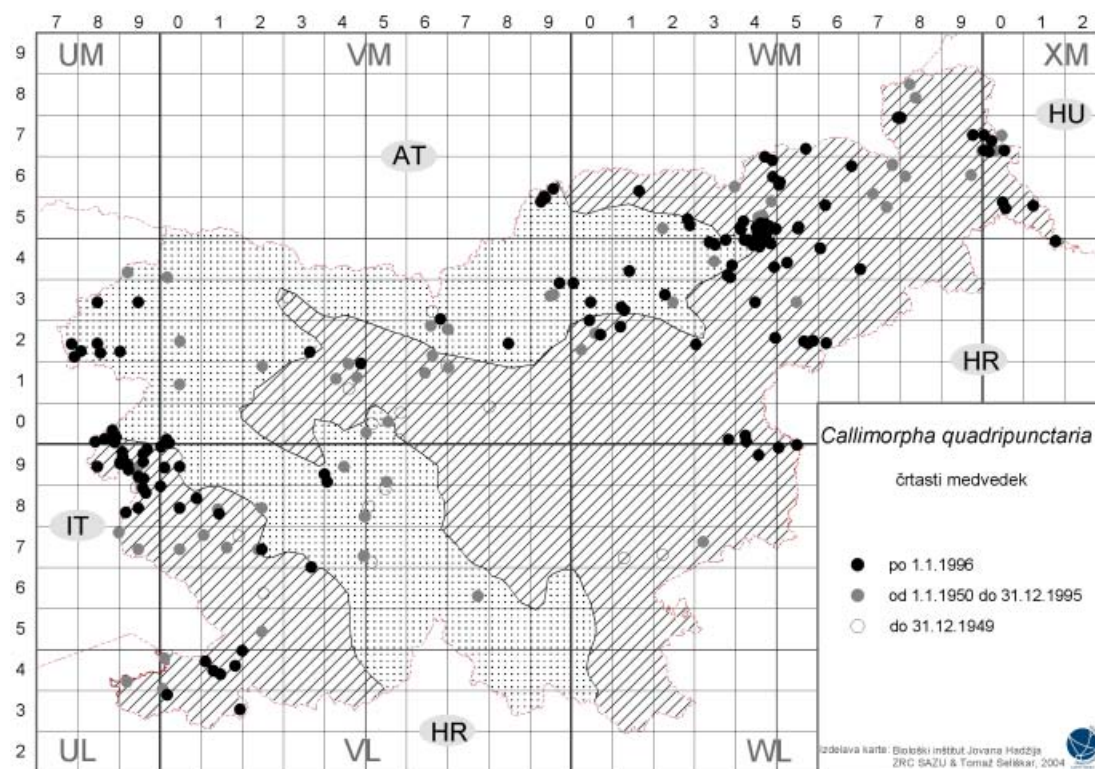 7 8 9 0 1 2 3 4 5 6 7 8 9 0 1 2 3 4 5 6 7 8 9 0 1 2
UM VM WM XM
9
8
7
6
5
4
3
2
1
0
9
8
7
6
5
4
3
2
HU
AT
HR
IT
HR
UL VL WL
Callimorpha quadripunctaria
črtasti medvedek
po 1.1.1996
od 1.1.1950 do 31.12.1995
do 31.12.1949
Izdelava karte: Biološki inštitut Jovana Hadžija
ZRC SAZU & Tomaž Seliškar, 2004